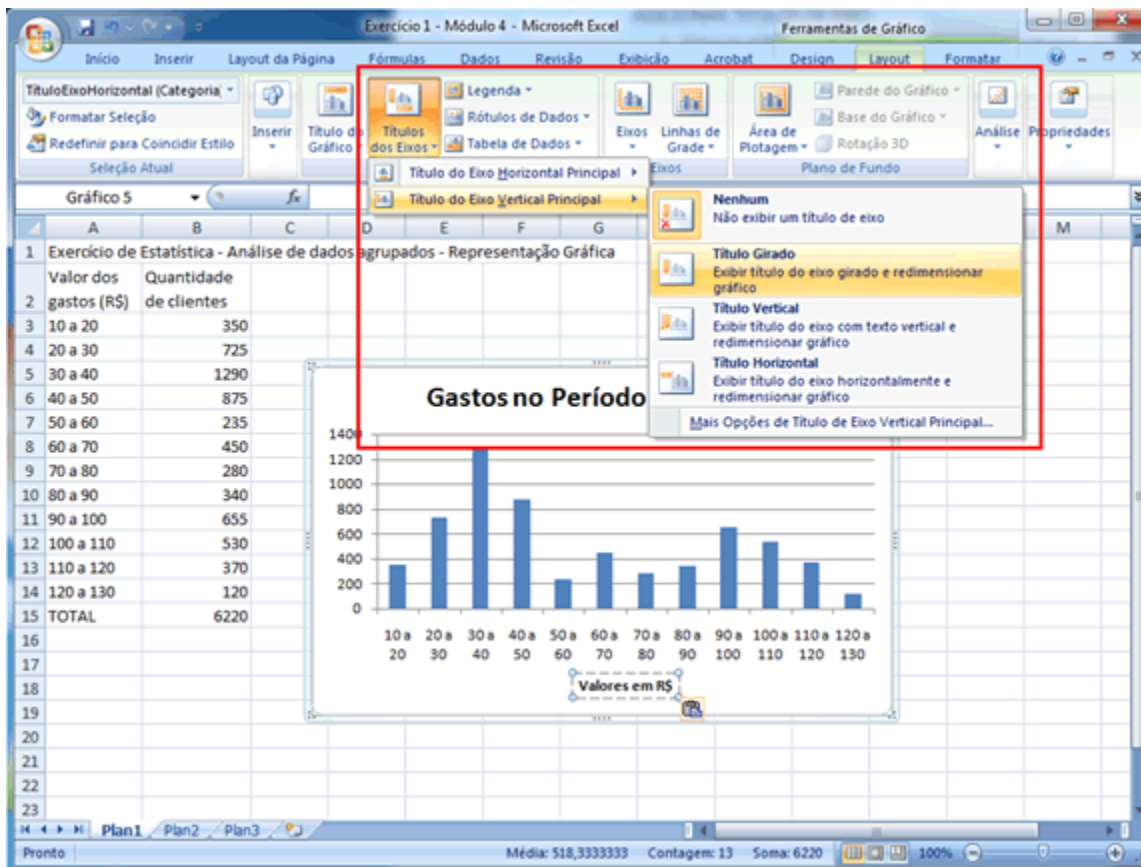 Exercício 1 - Módulo 4 - Microsoft Excel
Ferramentas de Gráfico
Início Inserir Layout da Página Fórmulas Dados Revisão Exibição Acrobat Design Layout Formatar
TítuloEixoHorizontal (Categoria
Formatar Seleção
Redefinir para Coincidir Estilo
Seleção Atual
Inserir
Título do Gráfico
Títulos dos Eixos
Legenda
Rótulos de Dados
Tabela de Dados
Eixos
Linhas de Grade
Eixos
Área de Plotagem
Parede do Gráfico
Base do Gráfico
Rotação 3D
Plano de Fundo
Análise
Propriedades
Título do Eixo Horizontal Principal
Título do Eixo Vertical Principal
Nenhum
Não exibir um título de eixo
Título Girado
Exibir título do eixo girado e redimensionar
gráfico
Título Vertical
Exibir título do eixo com texto vertical e
redimensionar gráfico
Título Horizontal
Exibir título do eixo horizontalmente e
redimensionar gráfico
Mais Opções de Título de Eixo Vertical Principal...
Gráfico 5
fx
A B C D E F G M
1 Exercício de Estatística - Análise de dados agrupados - Representação Gráfica
2 Valor dos gastos (R$) Quantidade de clientes
3 10 a 20 350
4 20 a 30 725
5 30 a 40 1290
6 40 a 50 875
7 50 a 60 235
8 60 a 70 450
9 70 a 80 280
10 80 a 90 340
11 90 a 100 655
12 100 a 110 530
13 110 a 120 370
14 120 a 130 120
15 TOTAL 6220
16
17
18
19
20
21
22
23
Gastos no Período
1400
1200
1000
800
600
400
200
0
10 a 20 a 30 a 40 a 50 a 60 a 70 a 80 a 90 a 100 a 110 a 120 a
20 30 40 50 60 70 80 90 100 110 120 130
Valores em R$
Plan1 Plan2 Plan3
Pronto Média: 518,3333333 Contagem: 13 Soma: 6220 100%